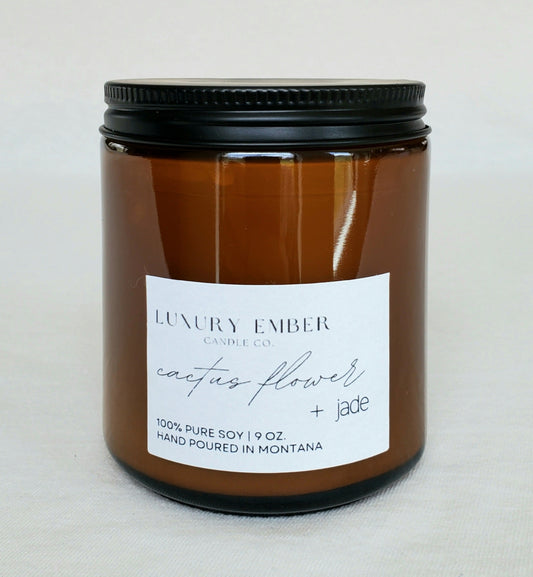 LUXURY EMBER
CANDLE CO.
cactus flower
+ jade
100% PURE SOY | 9 OZ.
HAND POURED IN MONTANA